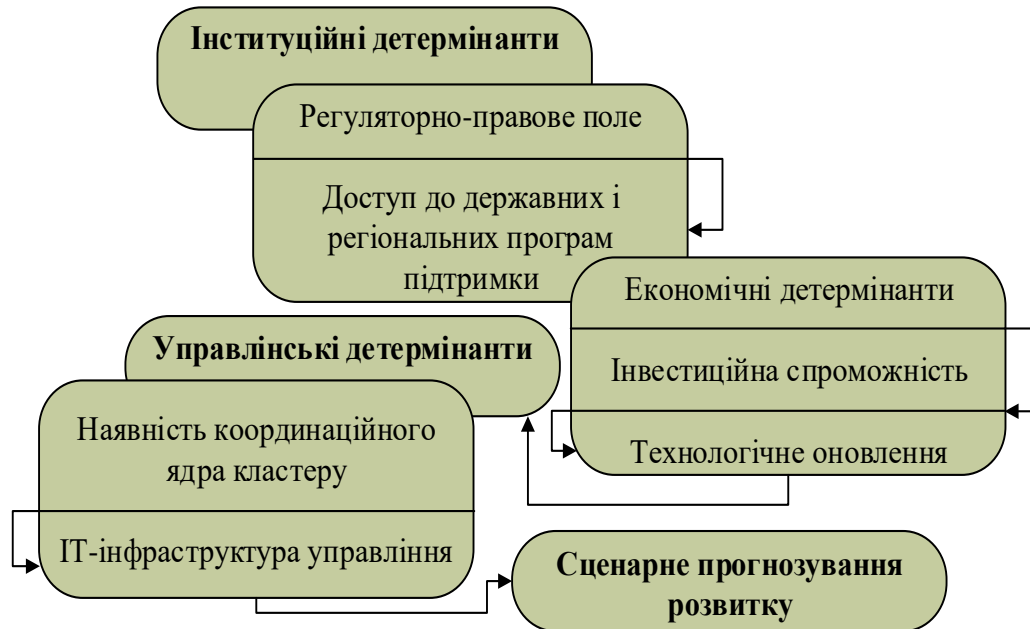 Інституційні детермінанти
Регуляторно-правове поле
Доступ до державних і
регіональних програм
підтримки
Економічні детермінанти
Інвестиційна спроможність
Технологічне оновлення
Управлінські детермінанти
Наявність координаційного
ядра кластеру
ІТ-інфраструктура управління
Сценарне прогнозування
розвитку